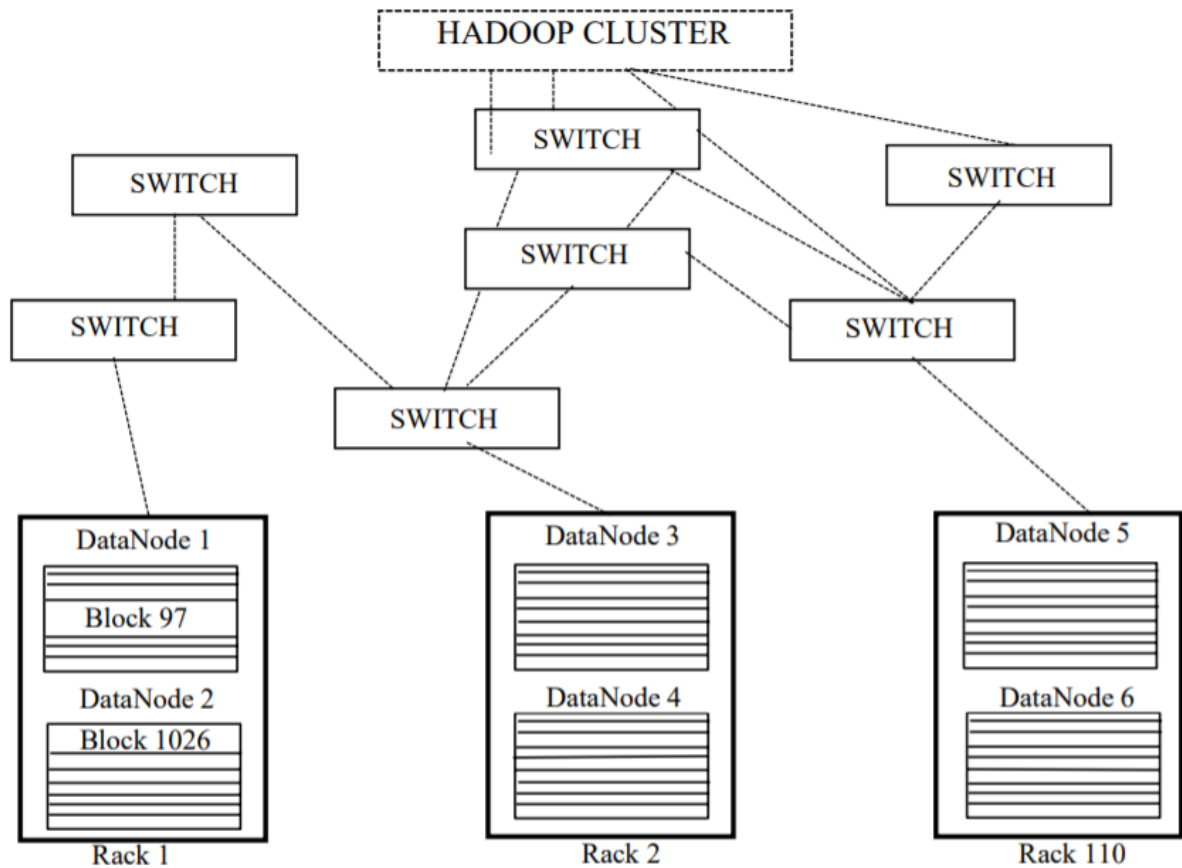 HADOOP CLUSTER
SWITCH
SWITCH
SWITCH
SWITCH
SWITCH
SWITCH
SWITCH
DataNode 1
Block 97
DataNode 2
Block 1026
Rack 1
DataNode 3
DataNode 4
Rack 2
DataNode 5
DataNode 6
Rack 110